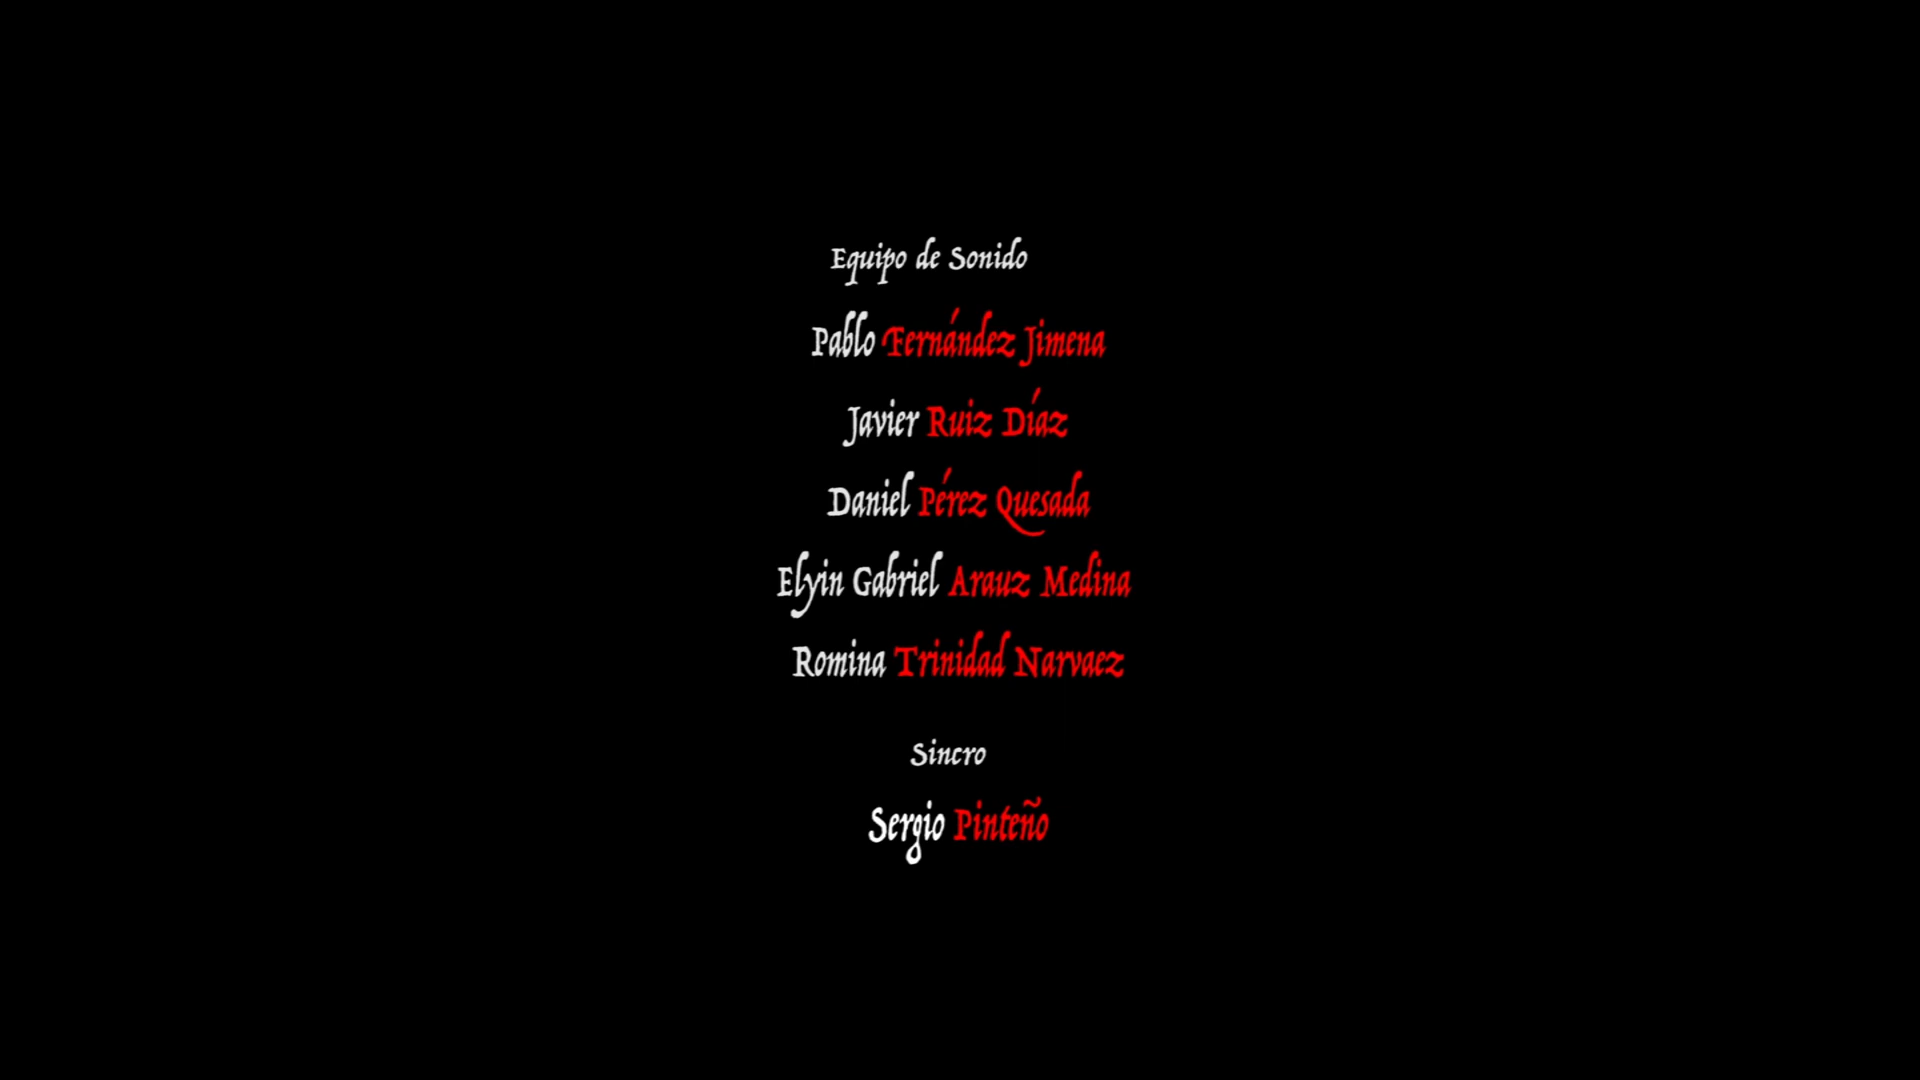 Equipo de Sonido
Pablo Fernández Jimena
Javier Ruiz Díaz
Daniel Pérez Quesada
Elyin Gabriel Arauz Medina
Romina Trinidad Narvaez
Sincro
Sergio Pinteño